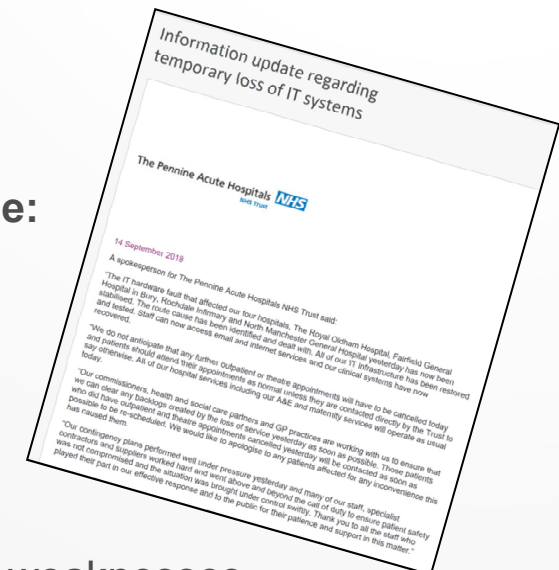 Information update regarding
temporary loss of IT systems
The Pennine Acute Hospitals NHS
NHS Trust
e:
14 September 2018
A spokesperson for The Pennine Acute Hospitals NHS Trust said:
"The IT hardware fault that affected our four hospitals, The Royal Oldham Hospital, Fairfield General
Hospital in Bury, Rochdale Infirmary and North Manchester General Hospital yesterday has now been
stabilised. The route cause has been identified and dealt with. All of our IT infrastructure has been restored
and tested. Staff can now access email and internet services and our clinical systems have now
recovered.
"We do not anticipate that any further outpatient or theatre appointments will have to be cancelled today
and patients should attend their appointments as normal unless they are contacted directly by the Trust to
say otherwise. All of our hospital services including our A&E and maternity services will operate as usual
today.
"Our commissioners, health and social care partners and GP practices are working with us to ensure that
we can clear any backlogs created by the loss of service yesterday as soon as possible. Those patients
who did have outpatient and theatre appointments cancelled yesterday will be contacted as soon as
possible to be re-scheduled. We would like to apologise to any patients affected for any inconvenience this
has caused them.
"Our contingency plans performed well under pressure yesterday and many of our staff, specialist
contractors and suppliers worked hard and went above and beyond the call of duty to ensure patient safety
was not compromised and the situation was brought under control swiftly. Thank you to all the staff who
played their part in our effective response and to the public for their patience and support in this matter."